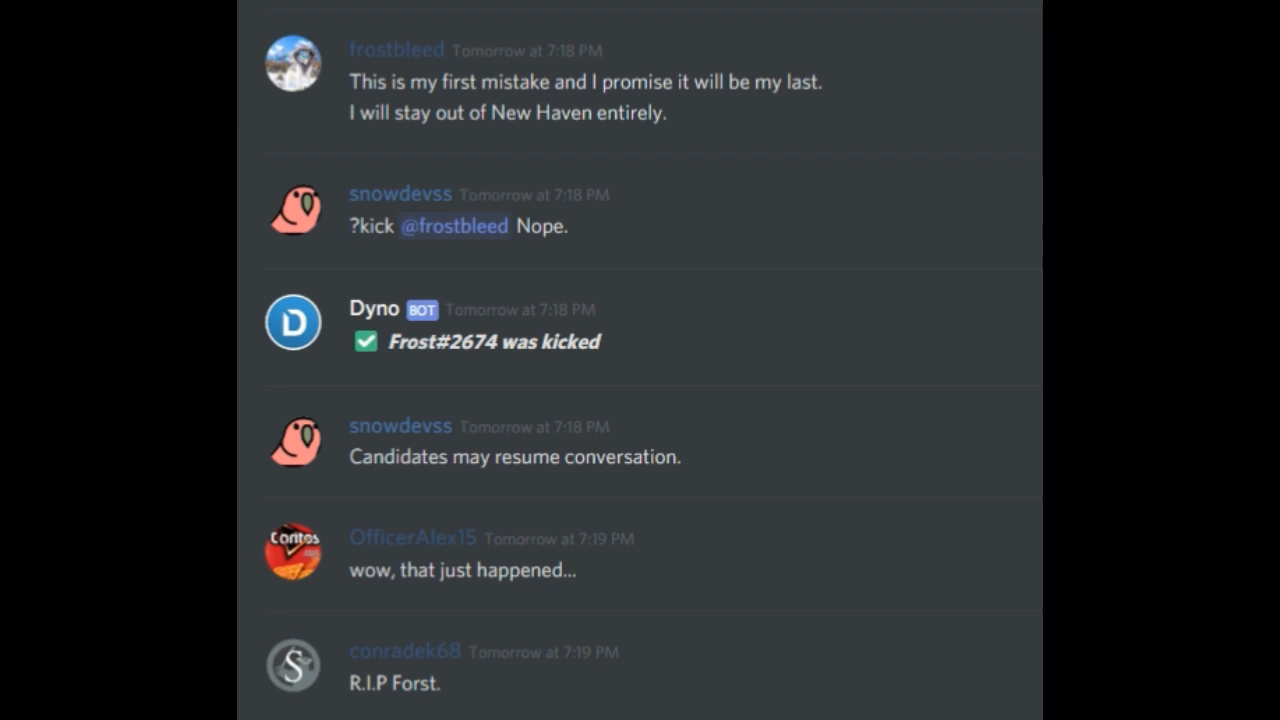 frostbleed Tomorrow at 7:18 PM
This is my first mistake and I promise it will be my last.
I will stay out of New Haven entirely.
snowdevss Tomorrow at 7:18 PM
?kick @frostbleed Nope.
D
Dyno BOT Tomorrow at 7:18 PM
Frost#2674 was kicked
snowdevss Tomorrow at 7:18 PM
Candidates may resume conversation.
OfficerAlex15 Tomorrow at 7:19 PM
wow, that just happened...
conradek68 Tomorrow at 7:19 PM
S
R.I.P Forst.